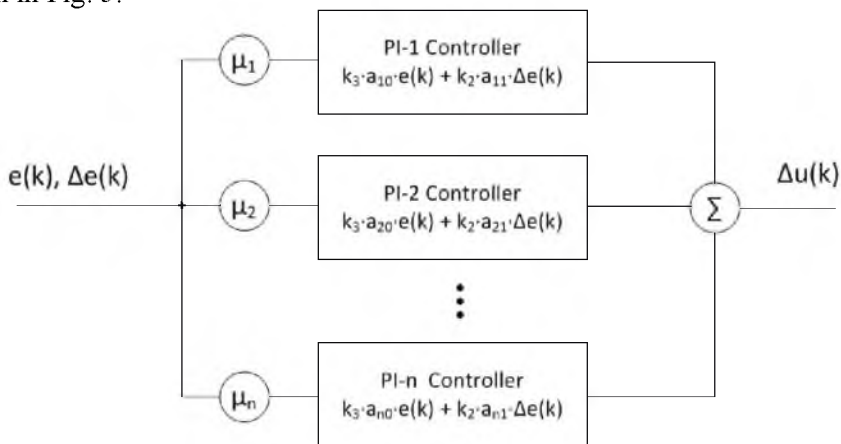 in Fig. 5.
μ₁
PI-1 Controller
k₃·a₁₀·e(k) + k₂·a₁₁·Δe(k)
e(k), Δe(k)
μ₂
PI-2 Controller
k₃·a₂₀·e(k) + k₂·a₂₁·Δe(k)
Σ
Δu(k)
μₙ
PI-n Controller
k₃·aₙ₀·e(k) + k₂·aₙ₁·Δe(k)